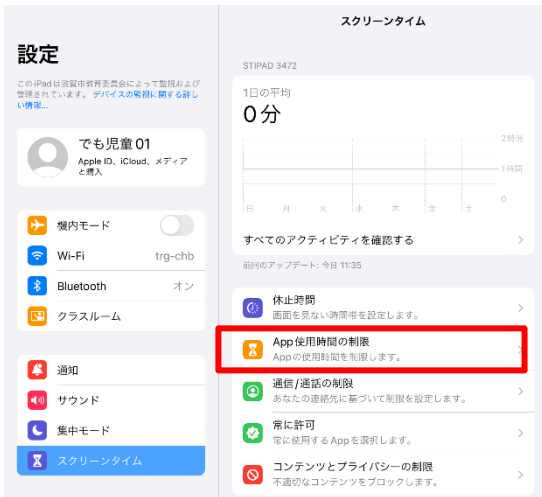 設定
このiPadは敦賀市教育委員会によって監視および
管理されています。デバイスの監視に関する詳し
い情報...
でも児童01
Apple ID、iCloud、メディア
と購入
機内モード
Wi-Fi trg-chb
Bluetooth オン
クラスルーム
通知
サウンド
集中モード
スクリーンタイム
スクリーンタイム
STIPAD 3472
1日の平均
0分
2時間
1時間
0
日 月 火 水 木 金 土
すべてのアクティビティを確認する
前回のアップデート: 今日 11:35
休止時間
画面を見ない時間帯を設定します。
App使用時間の制限
Appの使用時間を制限します。
通信/通話の制限
あなたの連絡先に基づいて制限を設定します。
常に許可
常に使用するAppを選択します。
コンテンツとプライバシーの制限
不適切なコンテンツをブロックします。